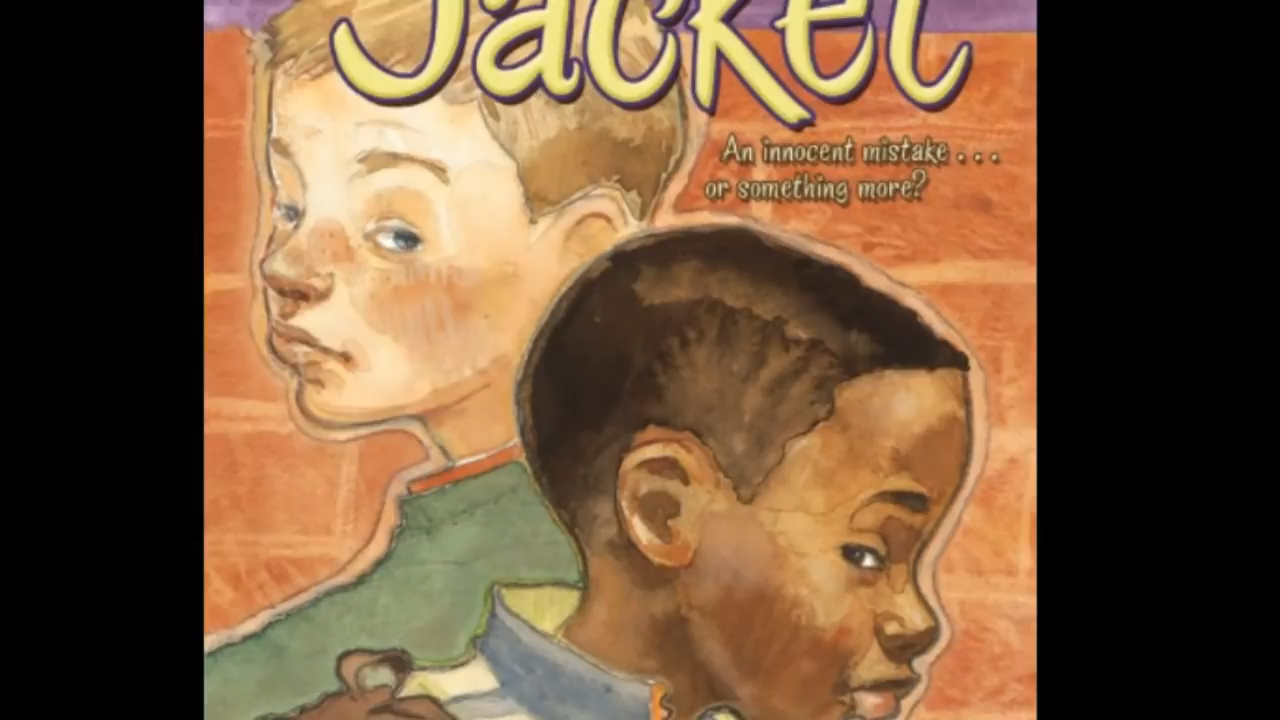 Jacket
An innocent mistake . . .
or something more?